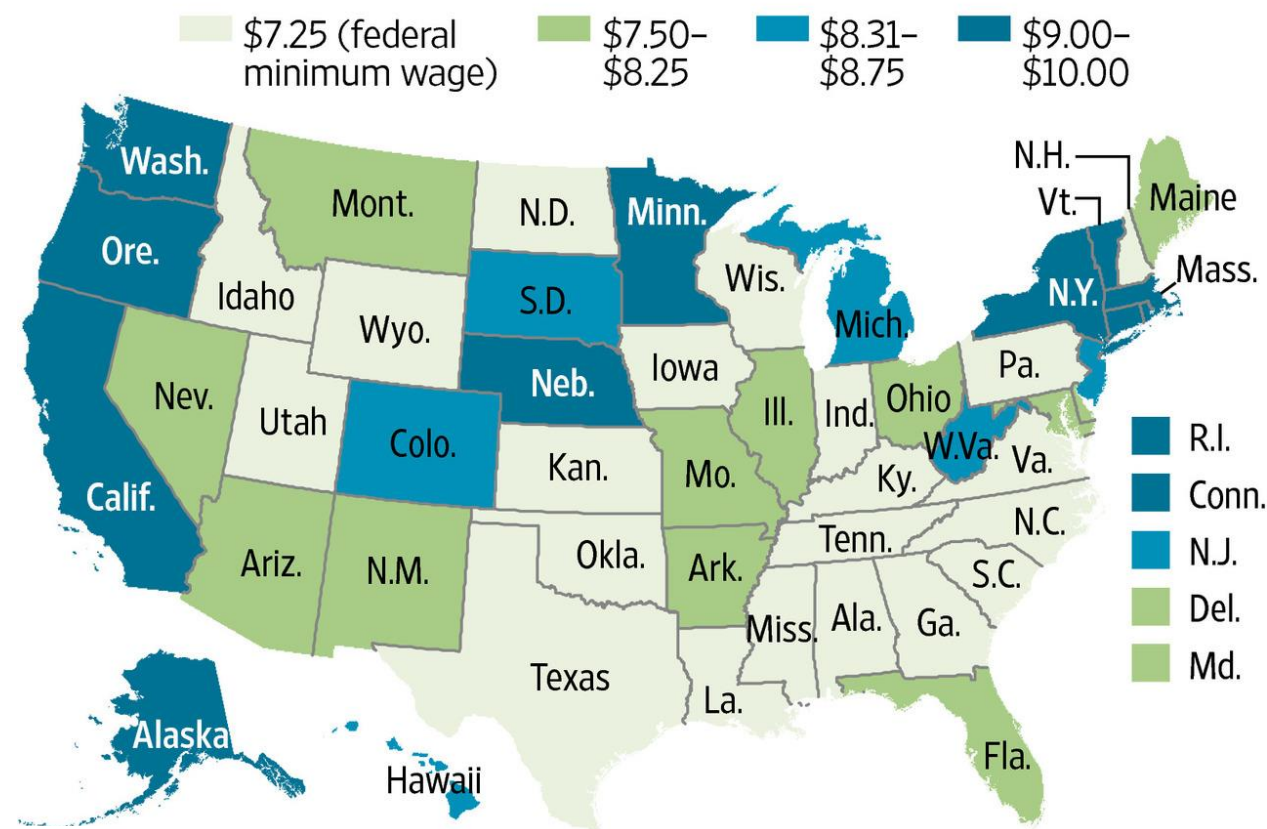 $7.25 (federal
minimum wage)
$7.50–
$8.25
$8.31–
$8.75
$9.00–
$10.00
Wash.
Ore.
Calif.
Nev.
Idaho
Mont.
Wyo.
Utah
Ariz.
Colo.
N.M.
N.D.
S.D.
Neb.
Kan.
Okla.
Texas
Minn.
Iowa
Mo.
Ark.
La.
Wis.
Ill.
Mich.
Ind.
Ohio
Ky.
Tenn.
Miss.
Ala.
Ga.
Fla.
S.C.
N.C.
Va.
W.Va.
Pa.
N.Y.
Vt.
N.H.
Maine
Mass.
R.I.
Conn.
N.J.
Del.
Md.
Alaska
Hawaii